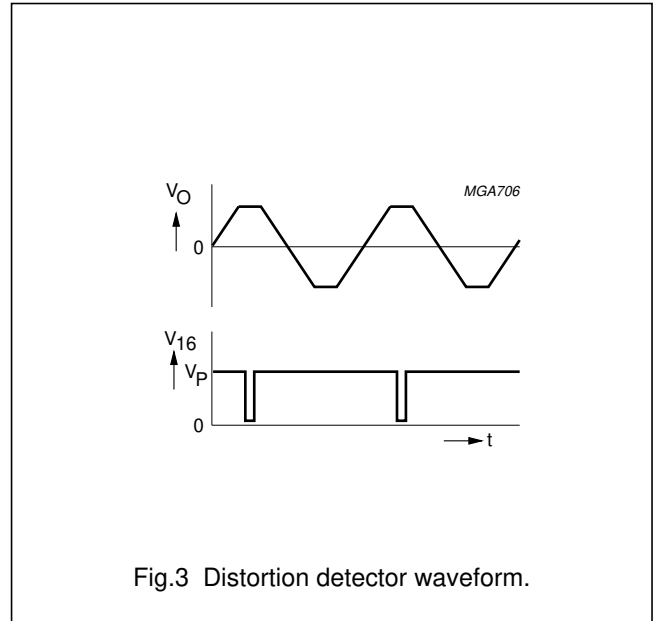 V_O
MGA706
0
V_16
V_P
0
t
Fig.3 Distortion detector waveform.